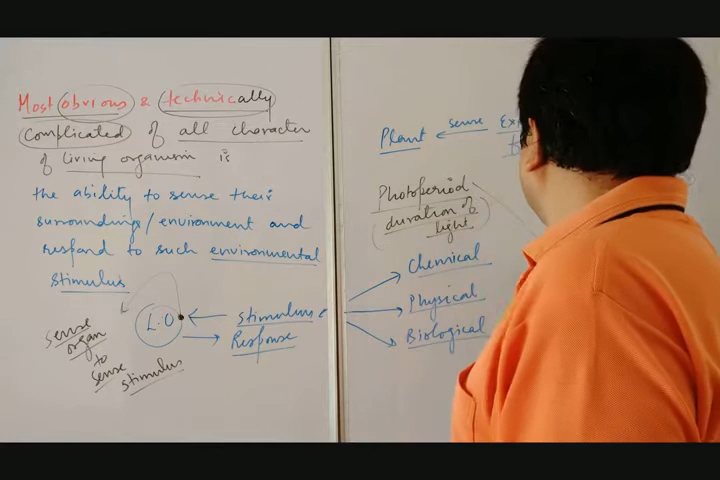 Most obvious & technically
complicated of all character
of living organism is
the ability to sense their
surroundings/environment and
respond to such environmental
stimulus
L.O
stimulus
Response
sense
organ
to
sense
stimulus
Plant sense
Photoperiod
(duration of
light)
Chemical
Physical
Biological